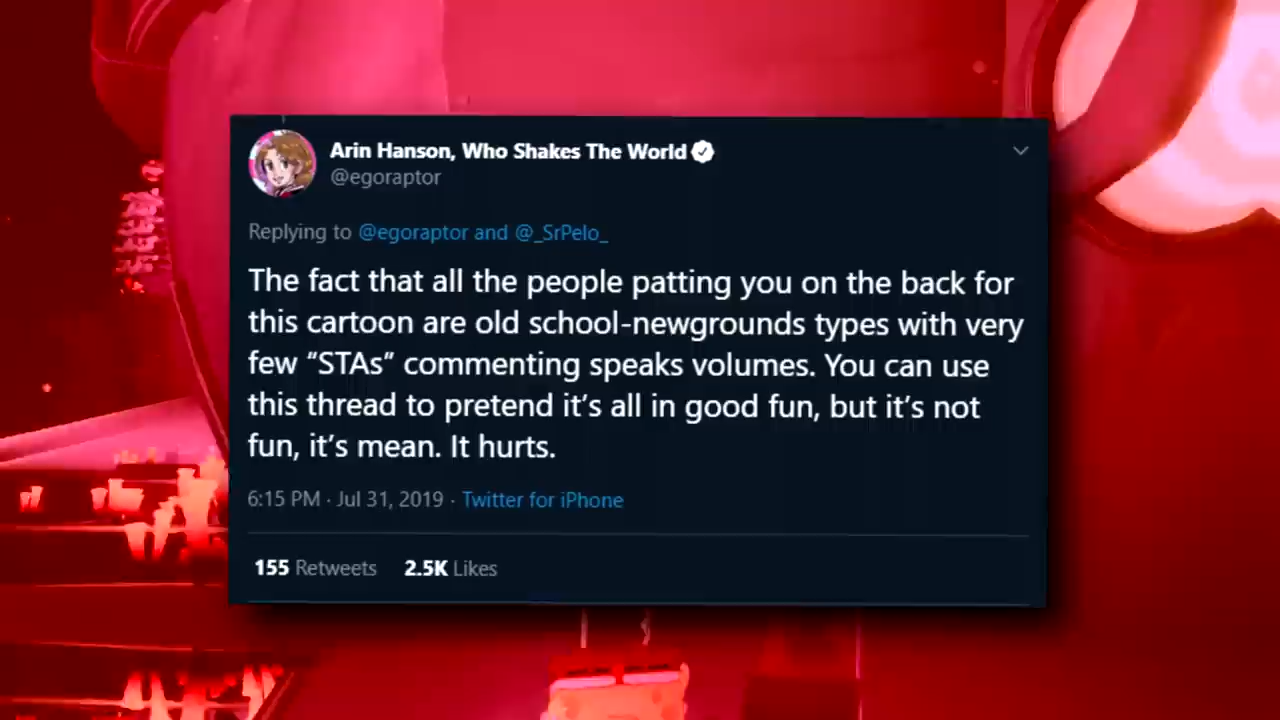 Arin Hanson, Who Shakes The World
@egoraptor
Replying to @egoraptor and @_SrPelo_
The fact that all the people patting you on the back for
this cartoon are old school-newgrounds types with very
few “STAs” commenting speaks volumes. You can use
this thread to pretend it’s all in good fun, but it’s not
fun, it’s mean. It hurts.
6:15 PM · Jul 31, 2019 · Twitter for iPhone
155 Retweets 2.5K Likes